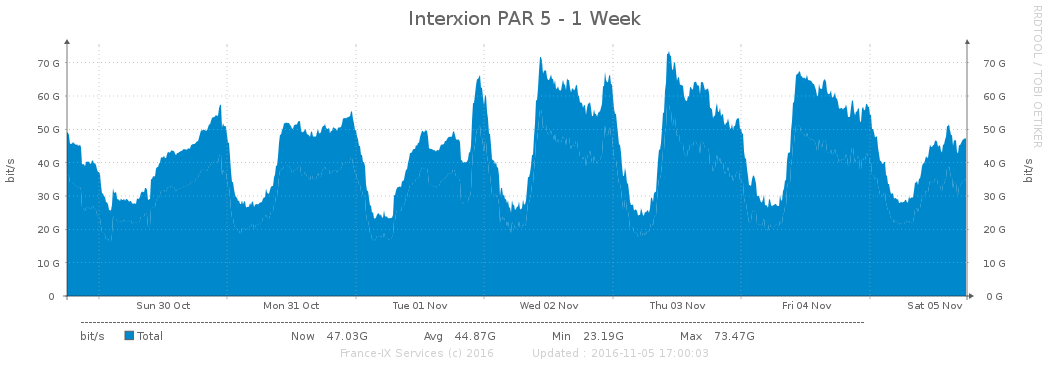 Interxion PAR 5 - 1 Week
RRDTOOL / TOBI OETIKER
bit/s
70 G 70 G
60 G 60 G
50 G 50 G
40 G 40 G
30 G 30 G
20 G 20 G
10 G 10 G
0 0 G
bit/s
Sun 30 Oct Mon 31 Oct Tue 01 Nov Wed 02 Nov Thu 03 Nov Fri 04 Nov Sat 05 Nov
bit/s Total Now 47.03G Avg 44.87G Min 23.19G Max 73.47G
France-IX Services (c) 2016 Updated : 2016-11-05 17:00:03